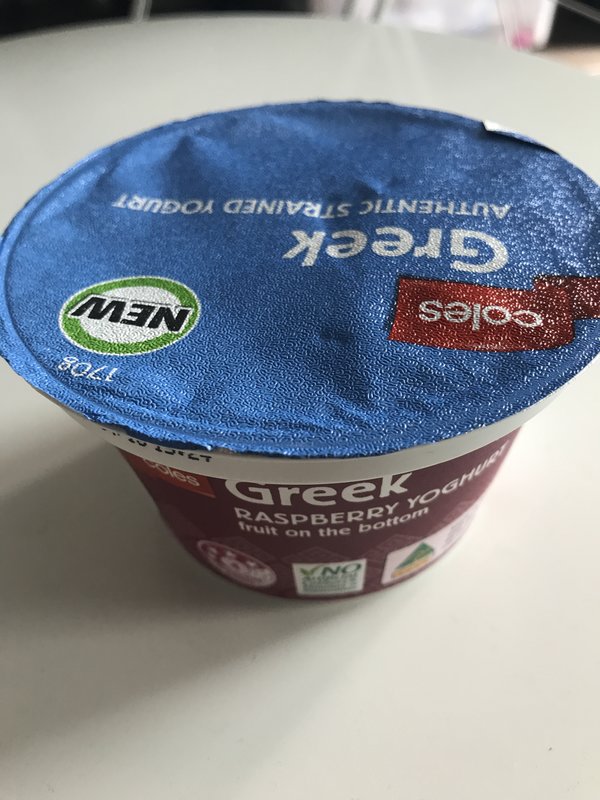 coles
Greek
AUTHENTIC STRAINED YOGURT
NEW
170g
coles
Greek
RASPBERRY YOGHURT
fruit on the bottom
NO